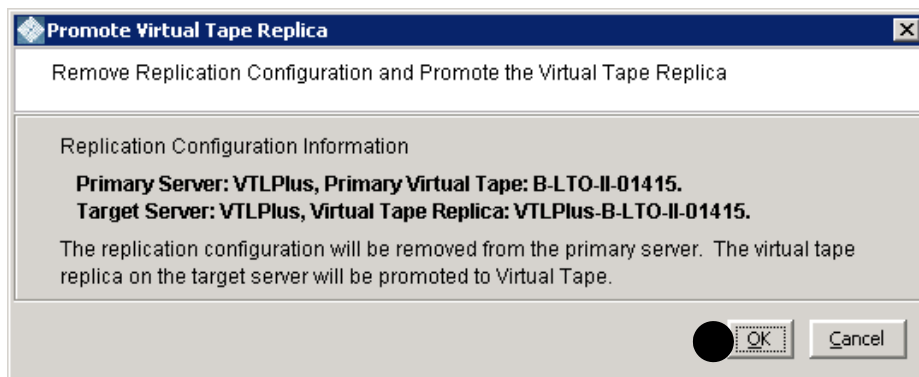 Promote Virtual Tape Replica
Remove Replication Configuration and Promote the Virtual Tape Replica
Replication Configuration Information
Primary Server: VTLPlus, Primary Virtual Tape: B-LTO-II-01415.
Target Server: VTLPlus, Virtual Tape Replica: VTLPlus-B-LTO-II-01415.
The replication configuration will be removed from the primary server. The virtual tape
replica on the target server will be promoted to Virtual Tape.
OK Cancel